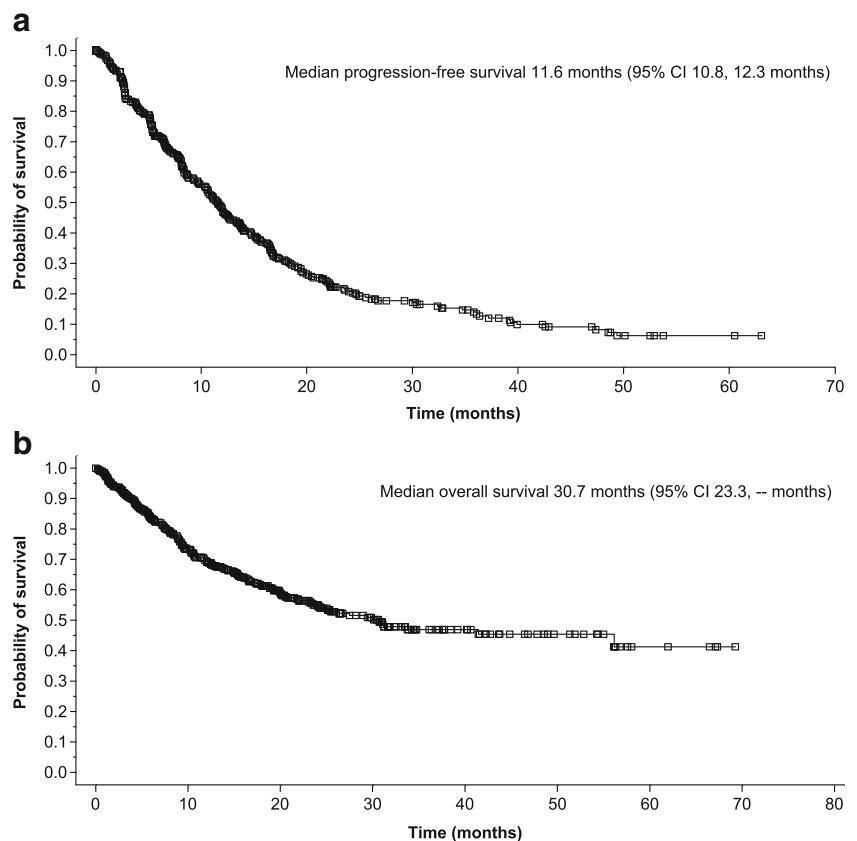 a
Median progression-free survival 11.6 months (95% CI 10.8, 12.3 months)
Probability of survival
1.0
0.9
0.8
0.7
0.6
0.5
0.4
0.3
0.2
0.1
0.0
0 10 20 30 40 50 60 70
Time (months)
b
Median overall survival 30.7 months (95% CI 23.3, -- months)
Probability of survival
1.0
0.9
0.8
0.7
0.6
0.5
0.4
0.3
0.2
0.1
0.0
0 10 20 30 40 50 60 70 80
Time (months)